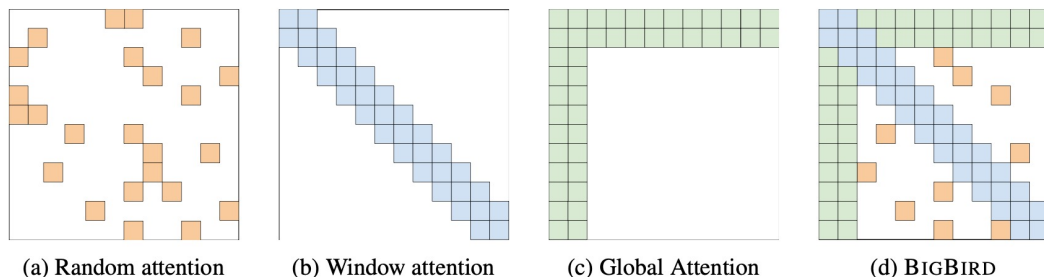 (a) Random attention
(b) Window attention
(c) Global Attention
(d) BIGBIRD